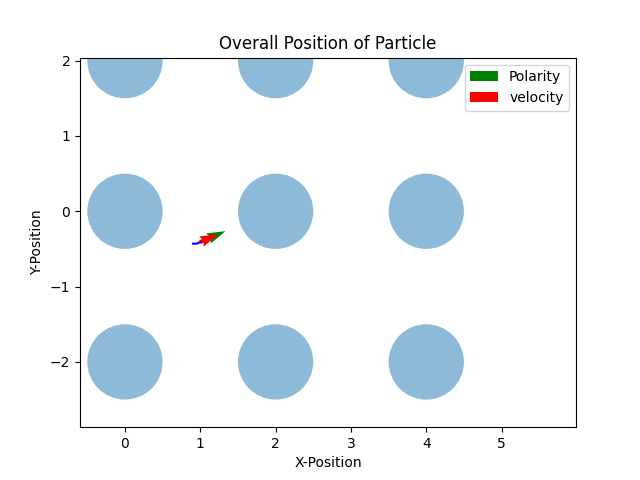 Overall Position of Particle
Polarity
velocity
2
1
0
−1
−2
Y-Position
0
1
2
3
4
5
X-Position